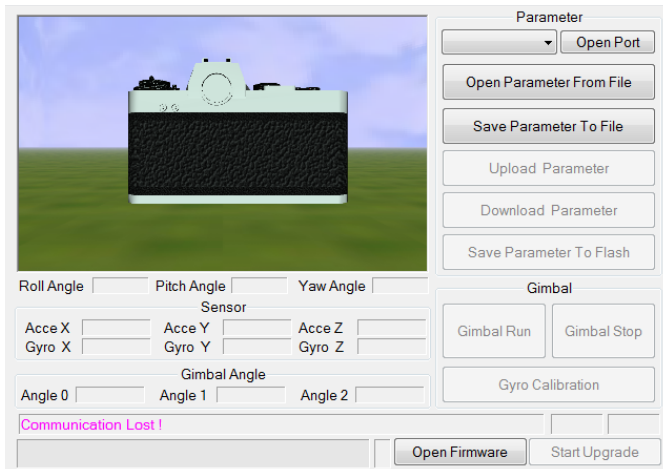 Parameter
Open Port
Open Parameter From File
Save Parameter To File
Upload Parameter
Download Parameter
Save Parameter To Flash
Roll Angle Pitch Angle Yaw Angle
Sensor
Acce X Acce Y Acce Z
Gyro X Gyro Y Gyro Z
Gimbal Angle
Angle 0 Angle 1 Angle 2
Gimbal
Gimbal Run Gimbal Stop
Gyro Calibration
Communication Lost !
Open Firmware Start Upgrade